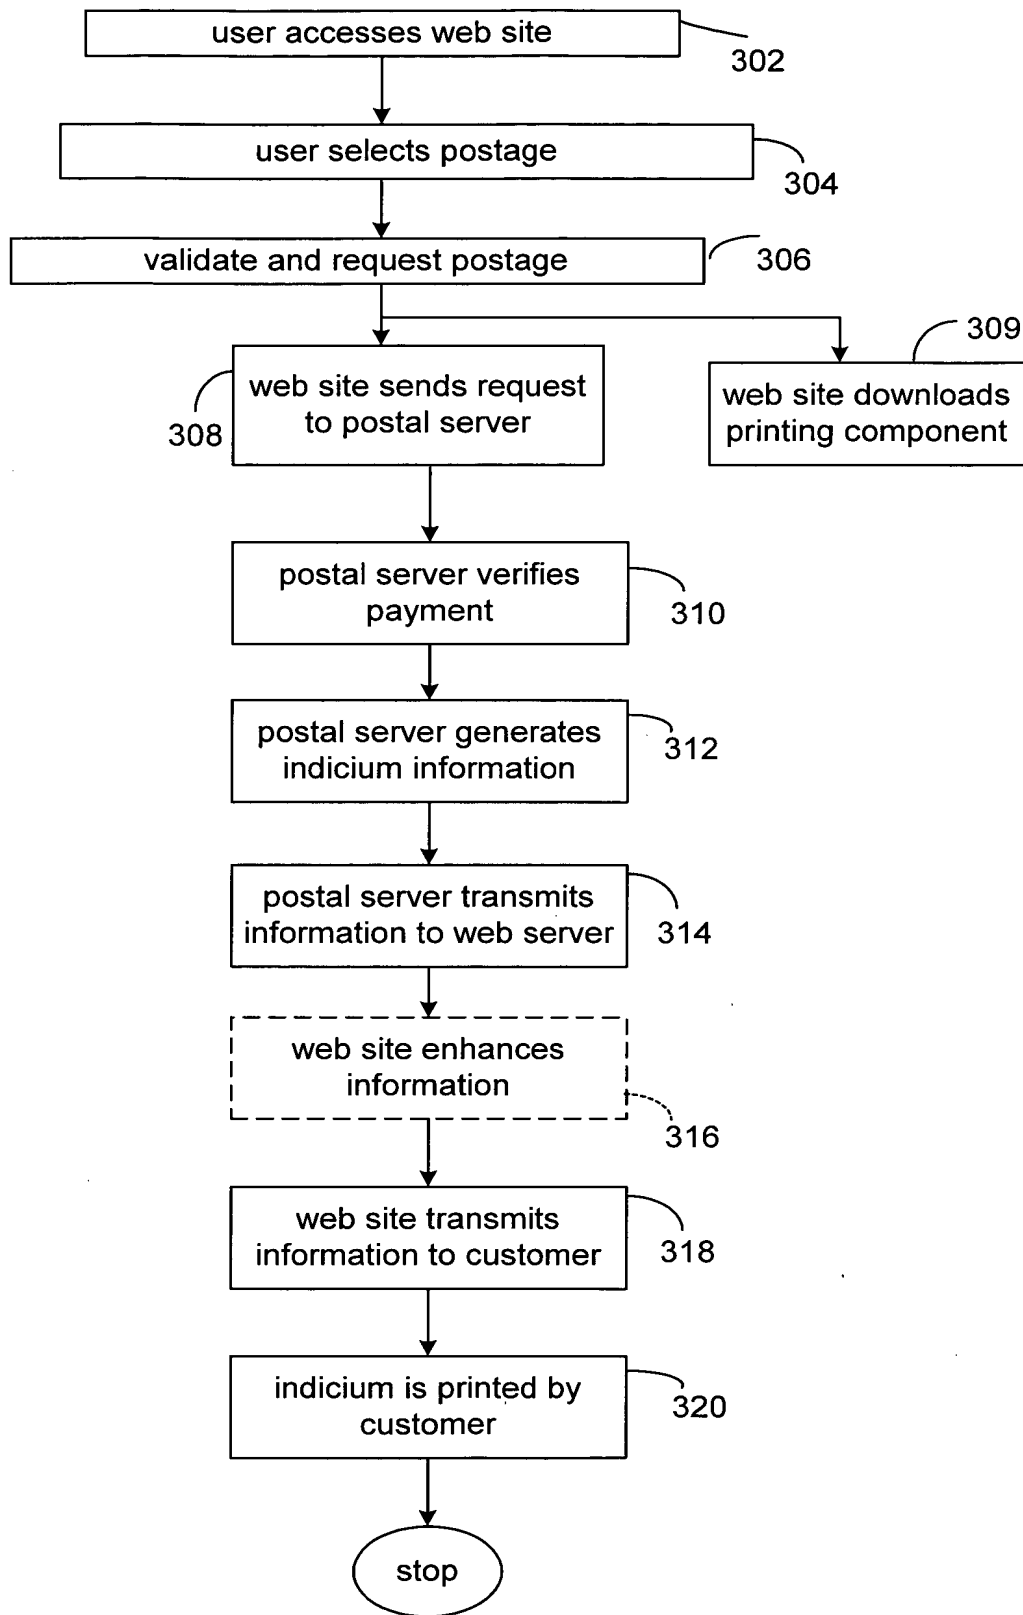 user accesses web site
302
user selects postage
304
validate and request postage
306
309
web site sends request
to postal server
308
web site downloads
printing component
postal server verifies
payment
310
postal server generates
indicium information
312
postal server transmits
information to web server
314
web site enhances
information
316
web site transmits
information to customer
318
indicium is printed by
customer
320
stop